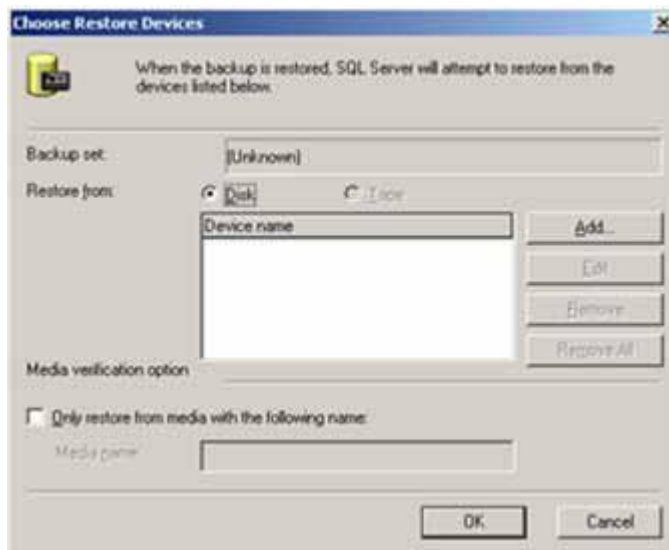 Choose Restore Devices
When the backup is restored, SQL Server will attempt to restore from the
devices listed below.
Backup set:
(Unknown)
Restore from:
Disk
Tape
Device name
Add...
Edit
Remove
Remove All
Media verification option
Only restore from media with the following name:
Media name:
OK
Cancel